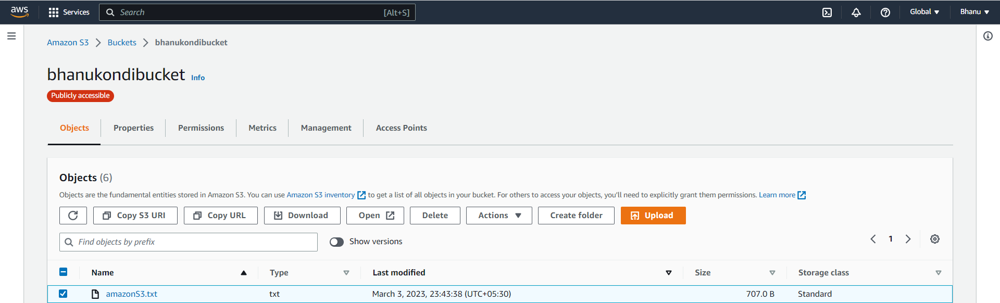 aws Services Search [Alt+S] Global Bhanu
Amazon S3 Buckets bhanukondibucket
bhanukondibucket Info
Publicly accessible
Objects Properties Permissions Metrics Management Access Points
Objects (6)
Objects are the fundamental entities stored in Amazon S3. You can use Amazon S3 inventory to get a list of all objects in your bucket. For others to access your objects, you'll need to explicitly grant them permissions. Learn more
Copy S3 URI Copy URL Download Open Delete Actions Create folder Upload
Find objects by prefix Show versions 1
Name Type Last modified Size Storage class
amazonS3.txt txt March 3, 2023, 23:43:38 (UTC+05:30) 707.0 B Standard